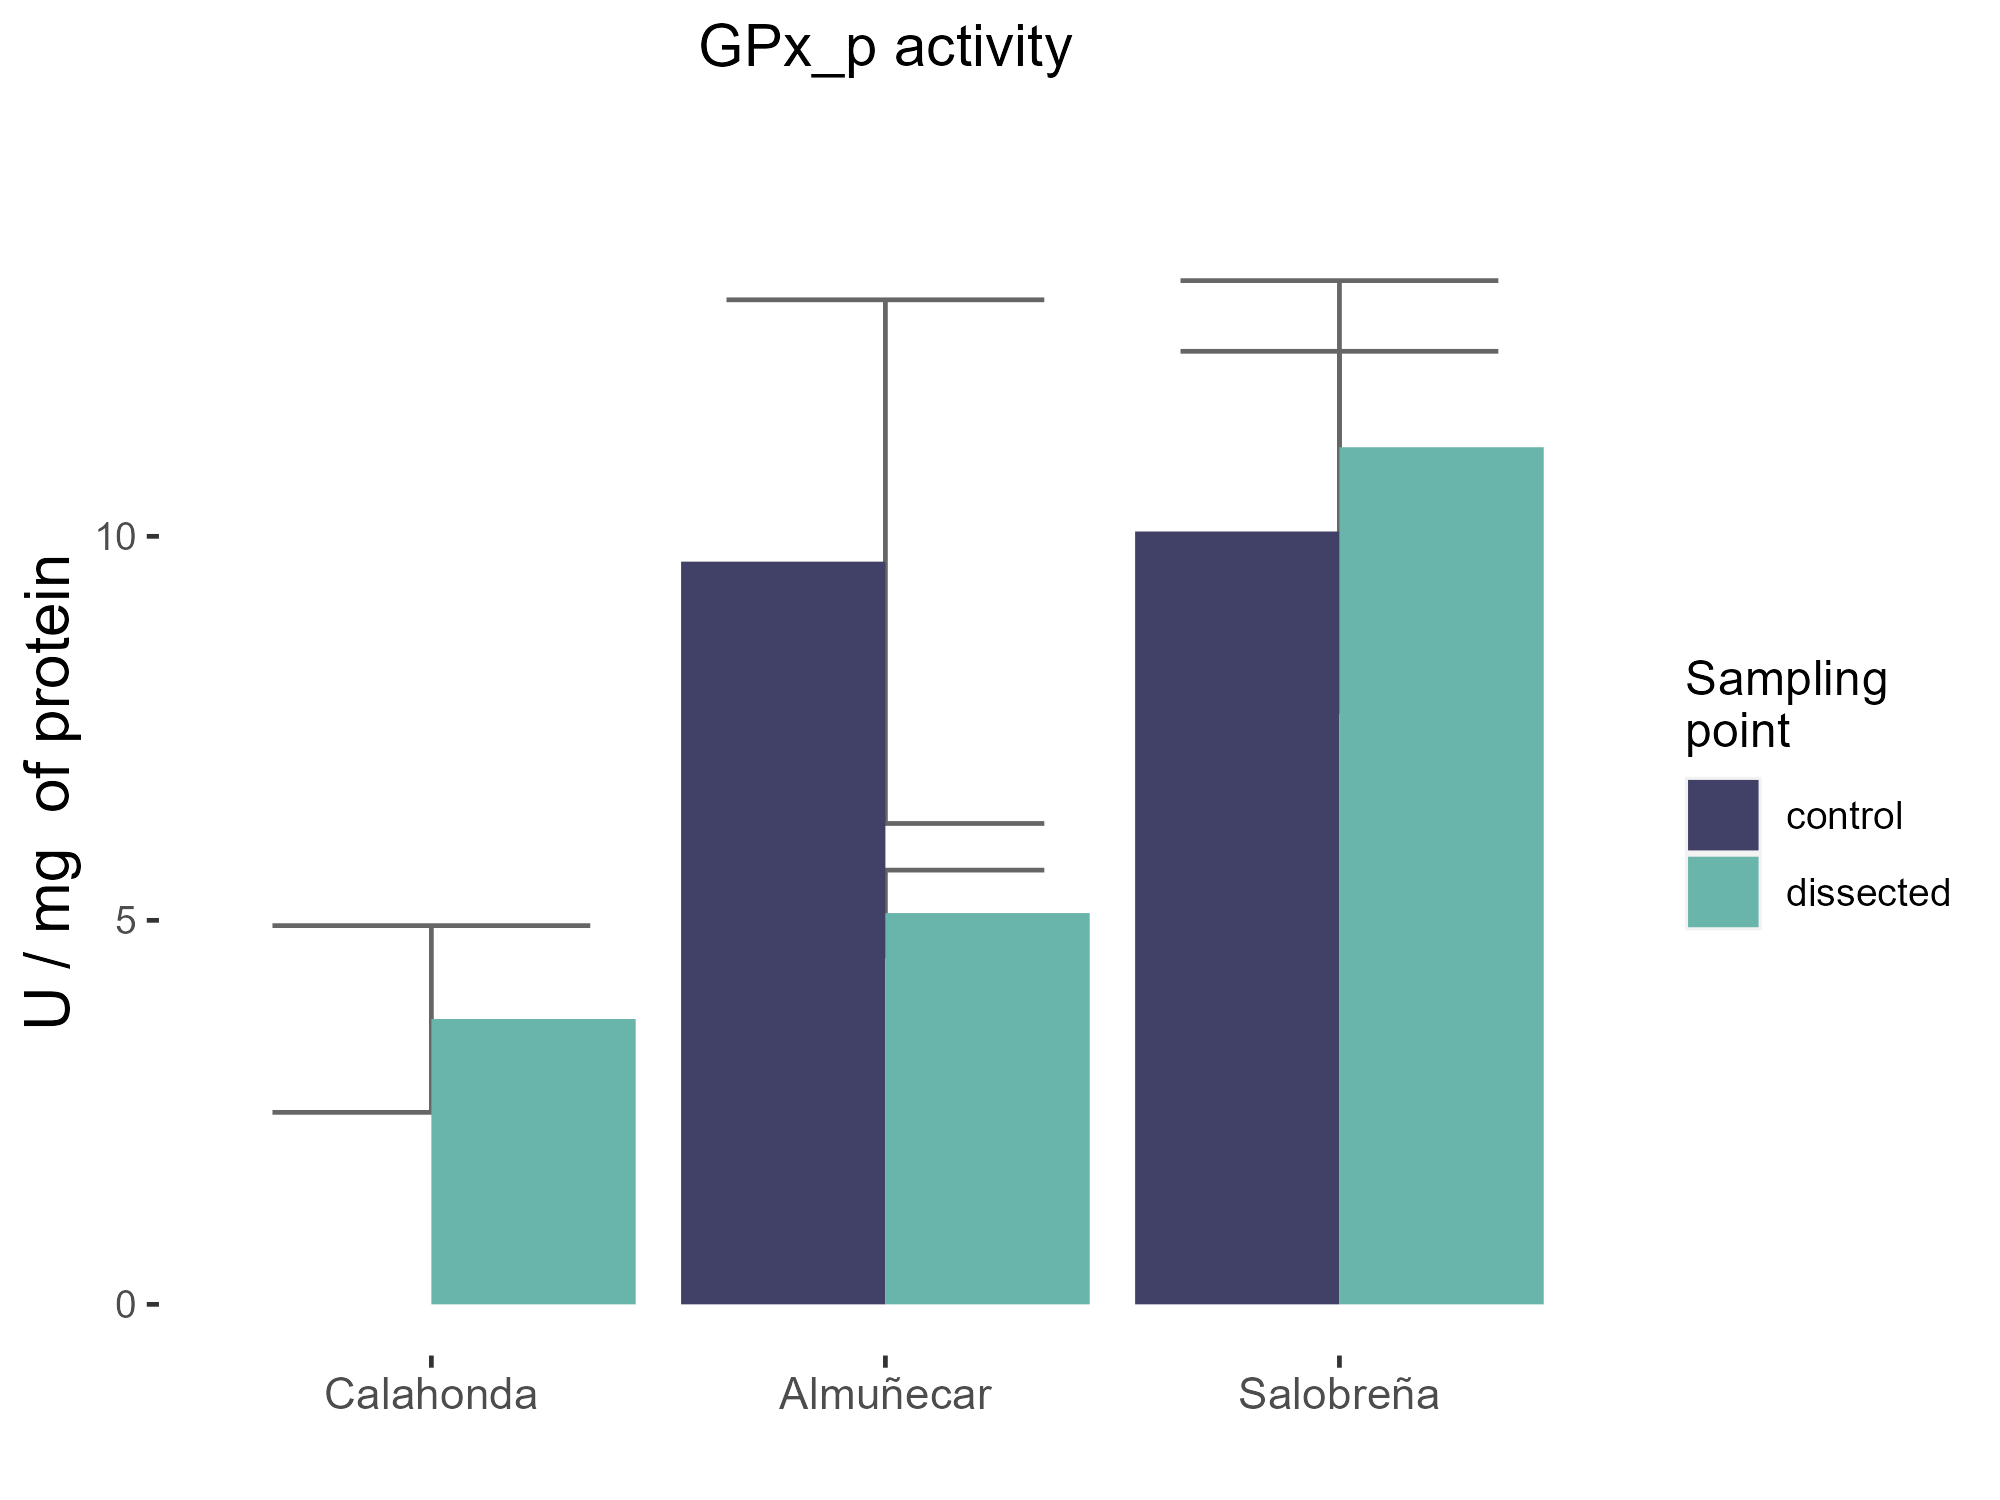 GPx_p activity
U / mg  of protein
10
5
0
Calahonda
Almuñecar
Salobreña
Sampling
point
control
dissected